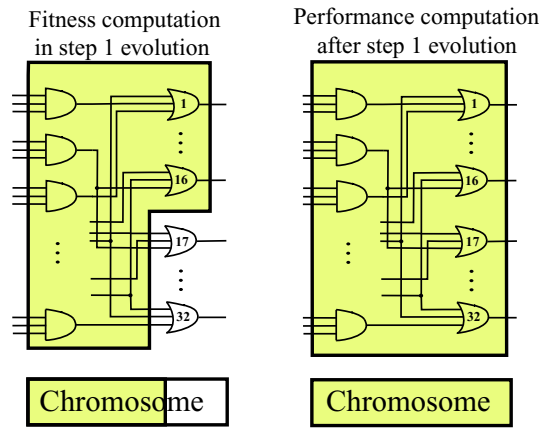 Fitness computation
in step 1 evolution
Performance computation
after step 1 evolution
1
16
17
32
Chromosome
1
16
17
32
Chromosome